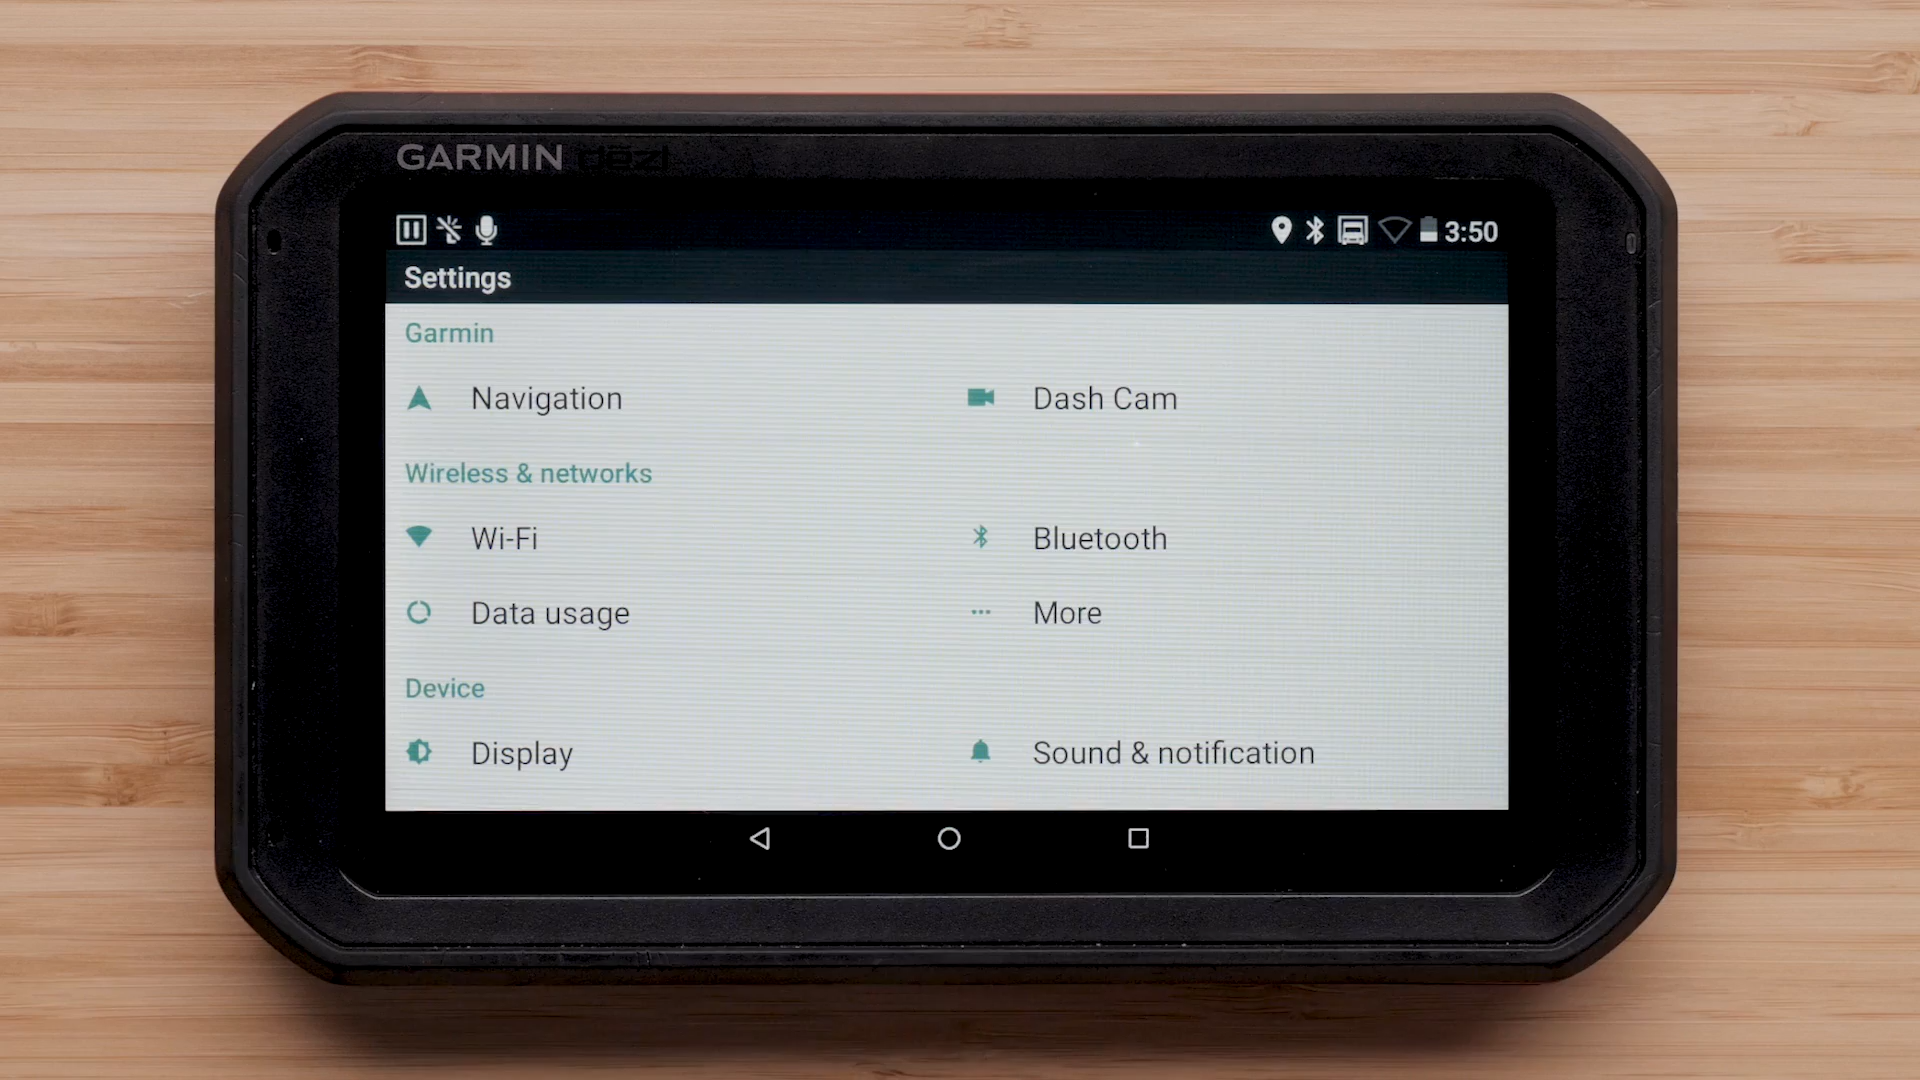 GARMIN dēzl
3:50
Settings
Garmin
Navigation
Dash Cam
Wireless & networks
Wi-Fi
Bluetooth
Data usage
More
Device
Display
Sound & notification